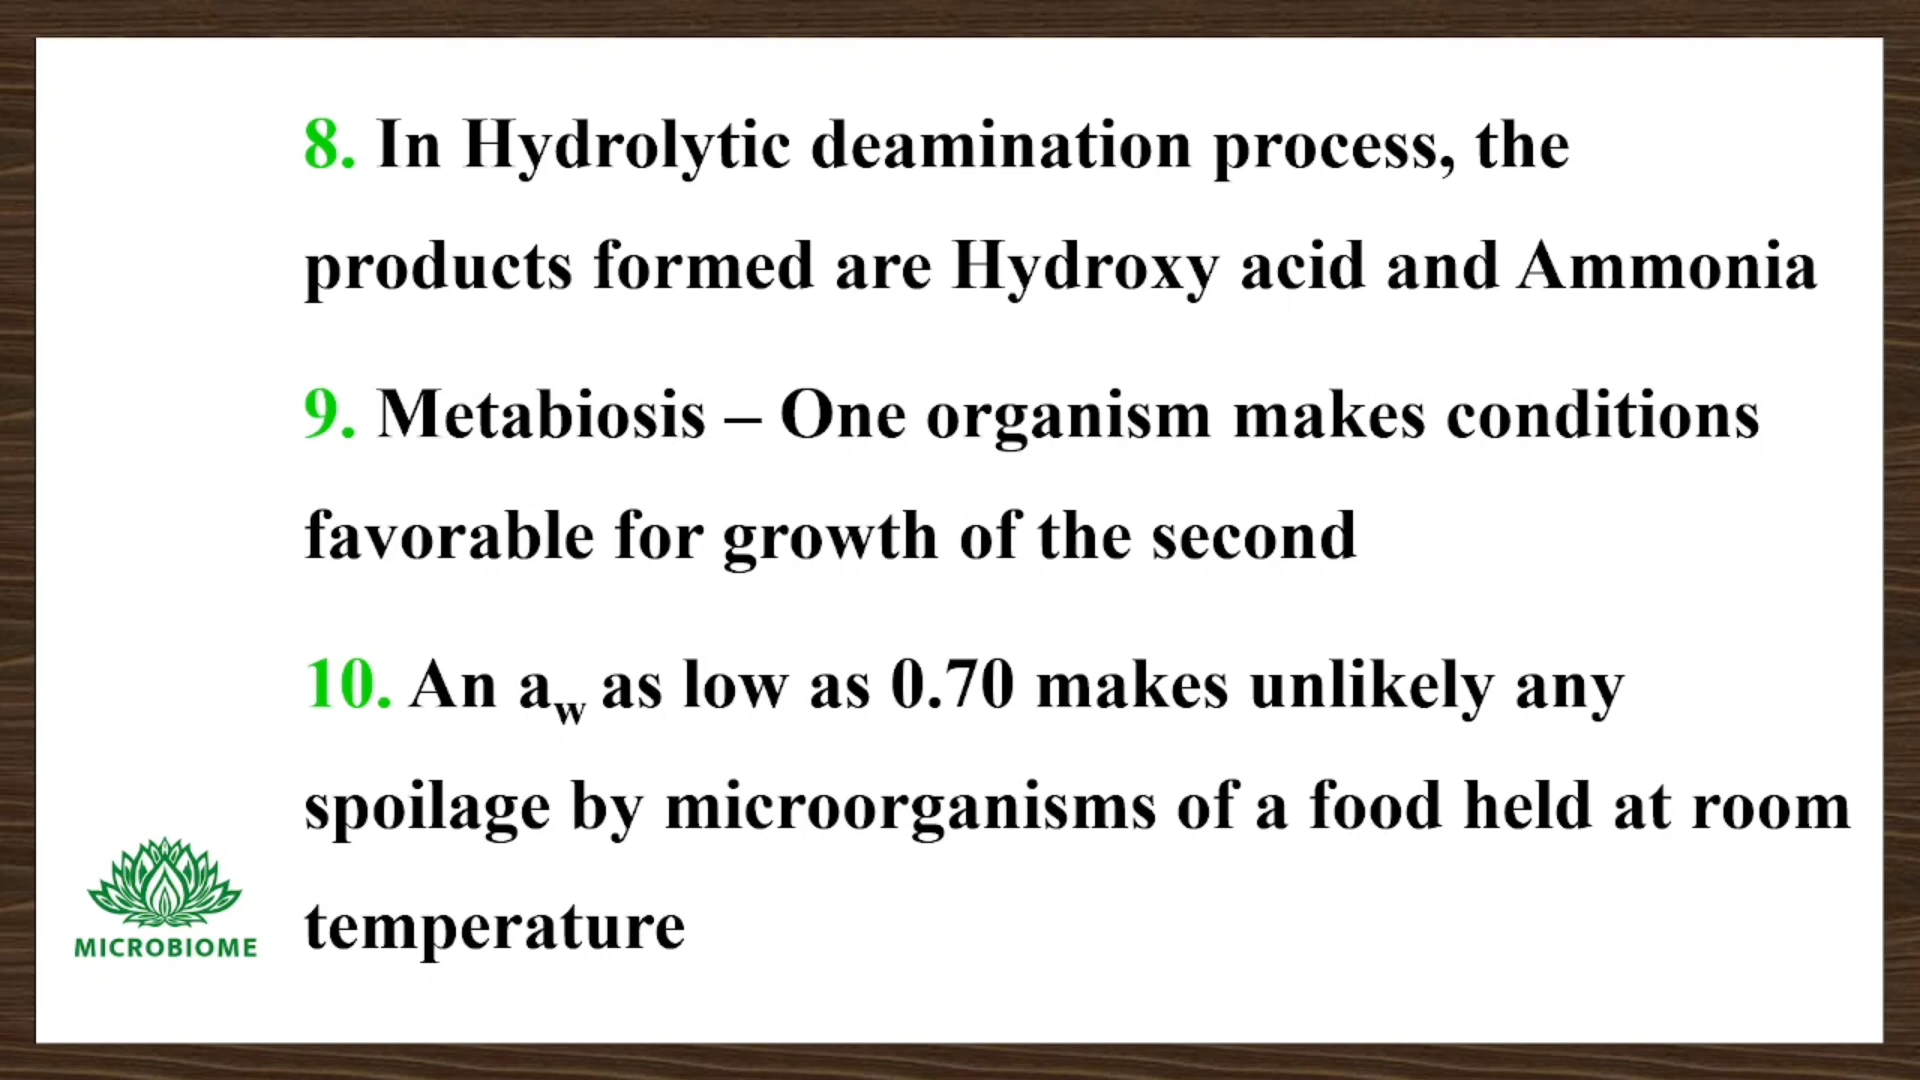 8. In Hydrolytic deamination process, the
products formed are Hydroxy acid and Ammonia
9. Metabiosis – One organism makes conditions
favorable for growth of the second
10. An aw as low as 0.70 makes unlikely any
spoilage by microorganisms of a food held at room
temperature
MICROBIOME